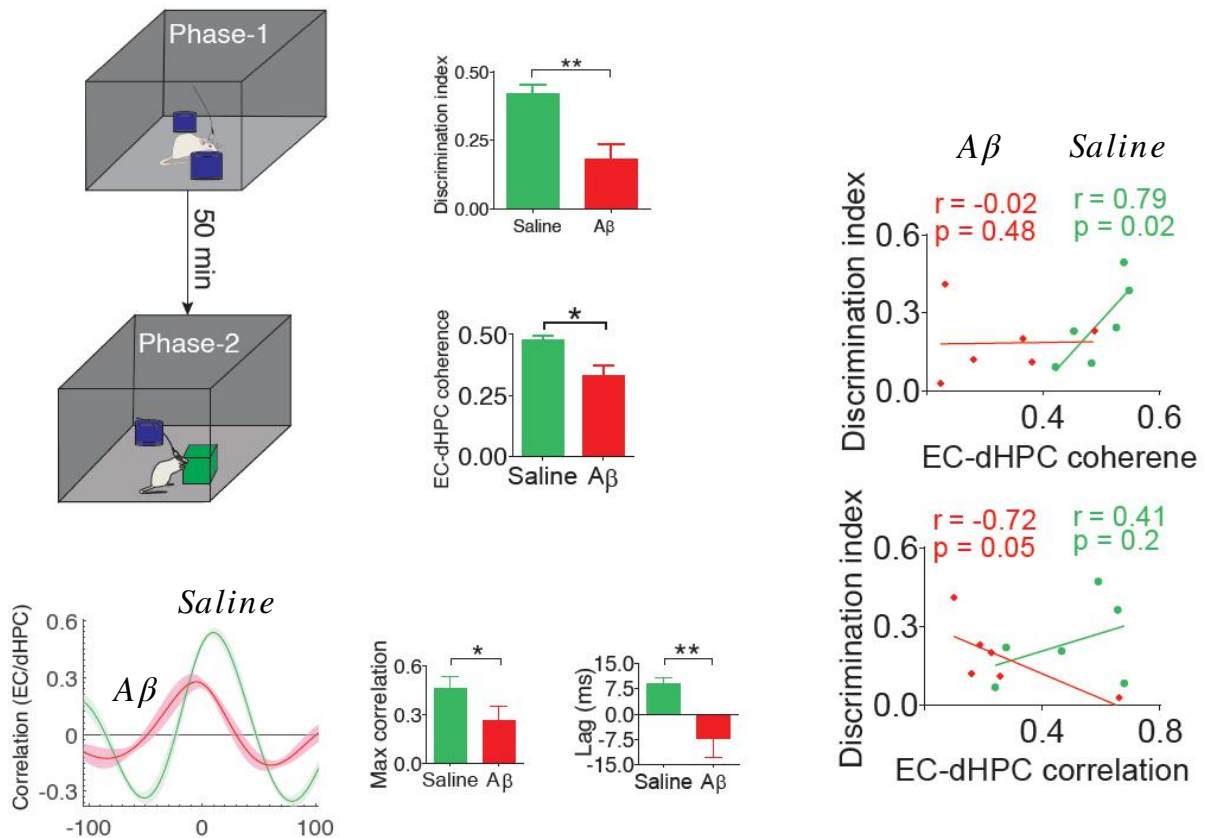 Phase-1
50 min
Phase-2
Discrimination index
0.50
0.25
0.00
**
Saline Aβ
EC-dHPC coherence
0.50
0.25
0.00
*
Saline Aβ
Correlation (EC/dHPC)
0.6
0.3
0
-0.3
Saline
Aβ
-100 0 100
Max correlation
0.6
0.3
0.0
*
Saline Aβ
Lag (ms)
15.0
7.5
0.0
-7.5
-15.0
**
Saline Aβ
Aβ Saline
r = -0.02 r = 0.79
p = 0.48 p = 0.02
Discrimination index
0.6
0.3
0.0
0.4 0.6
EC-dHPC coherene
r = -0.72 r = 0.41
p = 0.05 p = 0.2
Discrimination index
0.6
0.3
0.0
0.4 0.8
EC-dHPC correlation